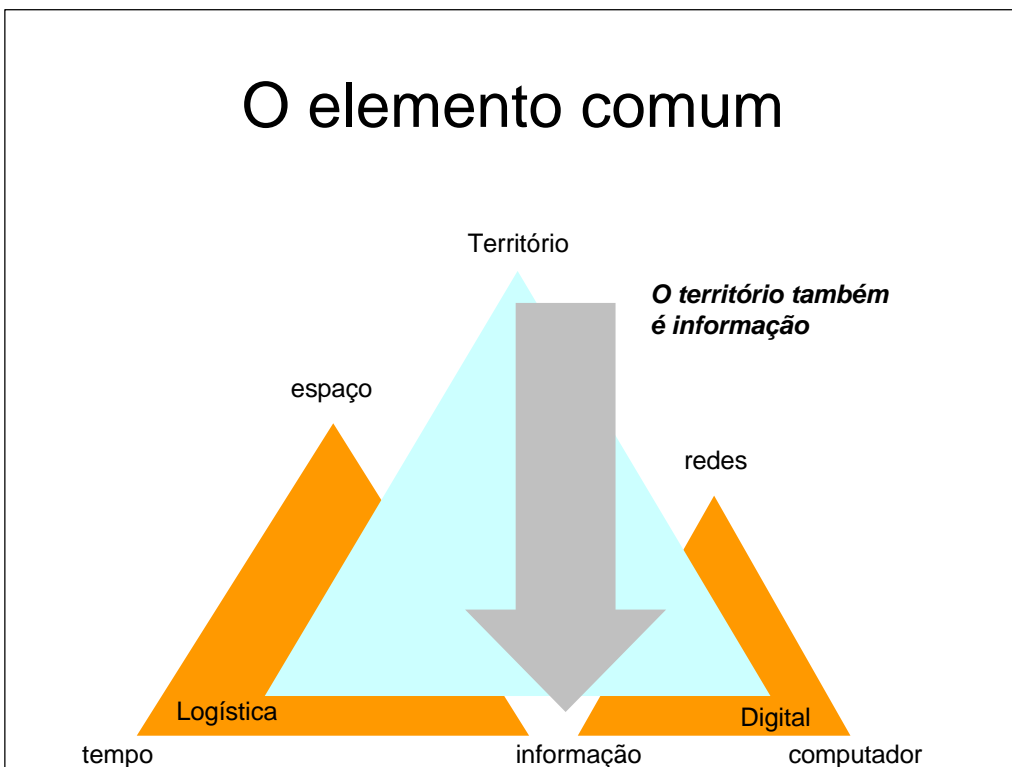 O elemento comum
Território
O território também
é informação
espaço
redes
Logística
Digital
tempo
informação
computador